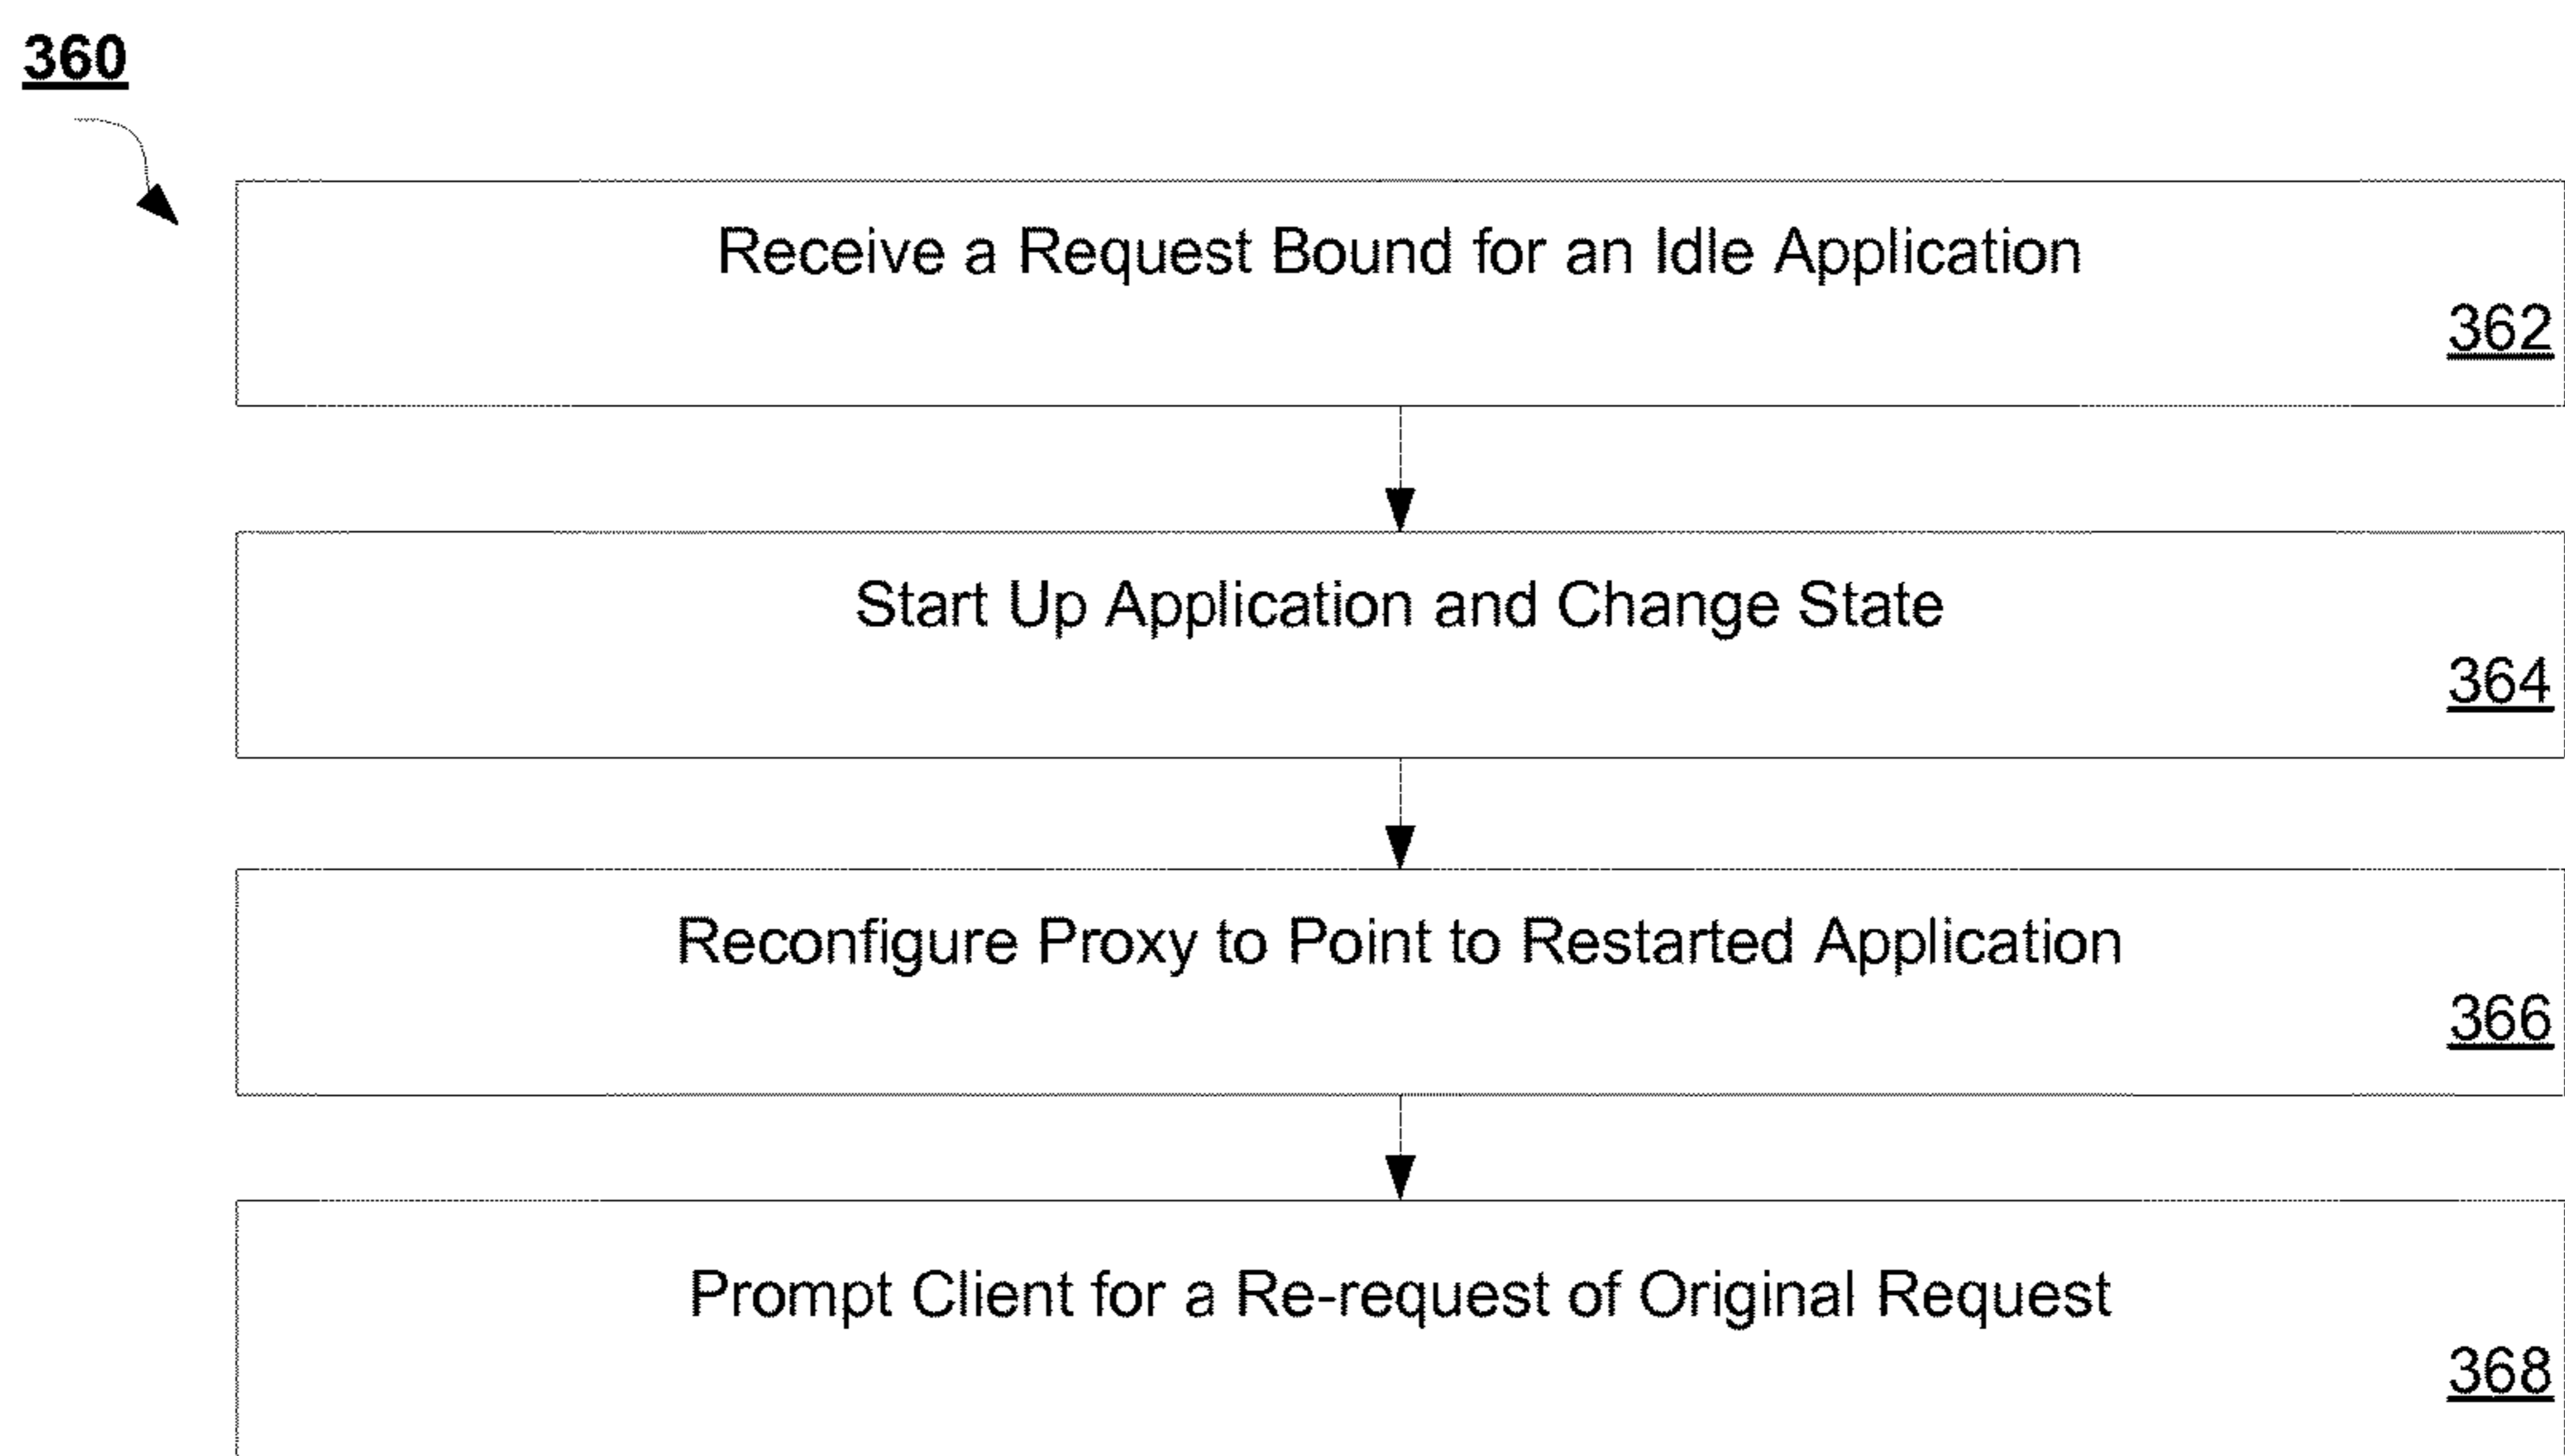 360
Receive a Request Bound for an Idle Application
362
Start Up Application and Change State
364
Reconfigure Proxy to Point to Restarted Application
366
Prompt Client for a Re-request of Original Request
368